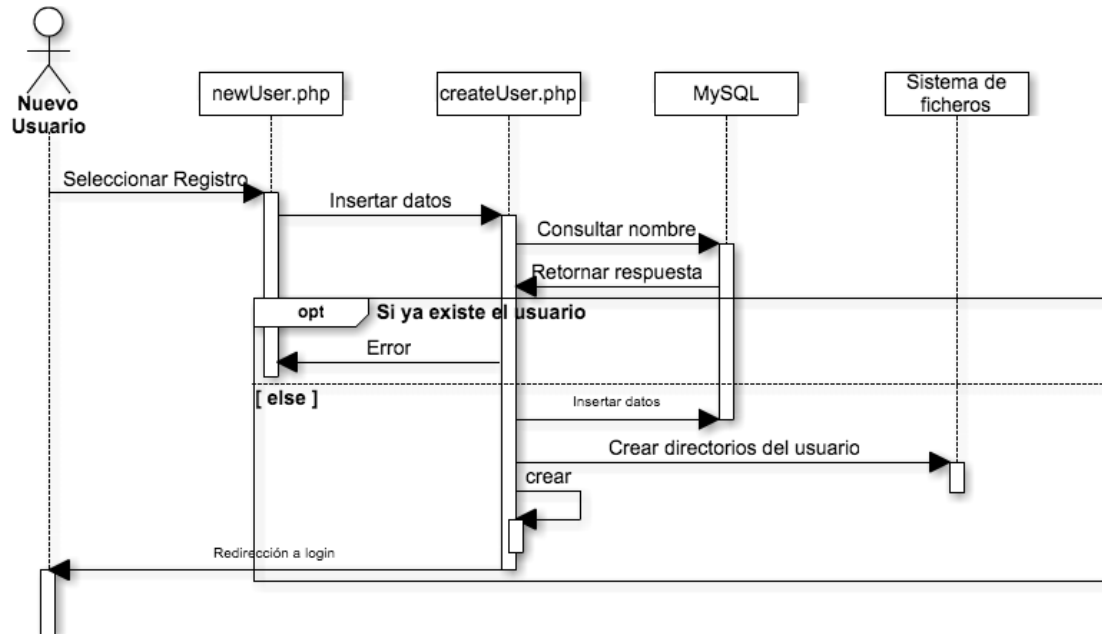 Nuevo
Usuario
newUser.php
createUser.php
MySQL
Sistema de
ficheros
Seleccionar Registro
Insertar datos
Consultar nombre
Retornar respuesta
opt
Si ya existe el usuario
Error
[ else ]
Insertar datos
Crear directorios del usuario
crear
Redirección a login